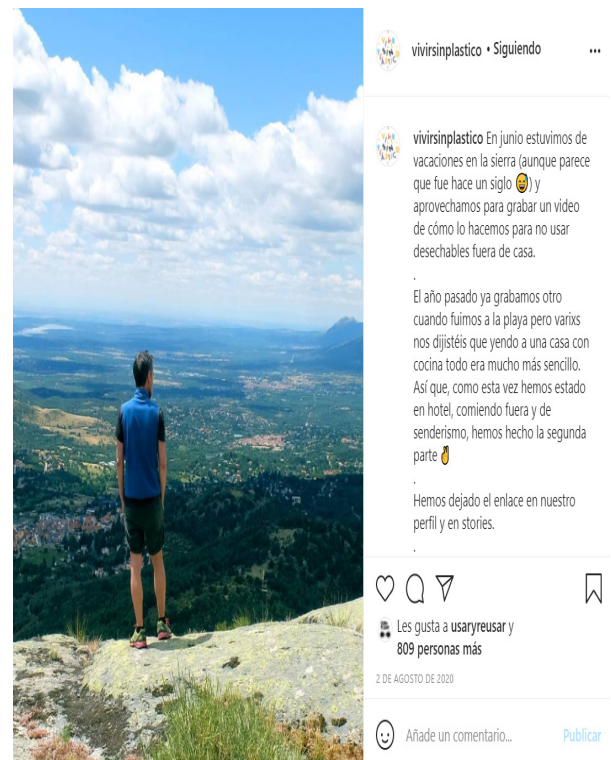 vivirsinplastico • Siguiendo
vivirsinplastico En junio estuvimos de
vacaciones en la sierra (aunque parece
que fue hace un siglo 😅) y
aprovechamos para grabar un video
de cómo lo hacemos para no usar
desechables fuera de casa.
.
El año pasado ya grabamos otro
cuando fuimos a la playa pero varixs
nos dijistéis que yendo a una casa con
cocina todo era mucho más sencillo.
Así que, como esta vez hemos estado
en hotel, comiendo fuera y de
senderismo, hemos hecho la segunda
parte ✌
.
Hemos dejado el enlace en nuestro
perfil y en stories.
.
Les gusta a usaryreusar y
809 personas más
2 DE AGOSTO DE 2020
Añade un comentario... Publicar